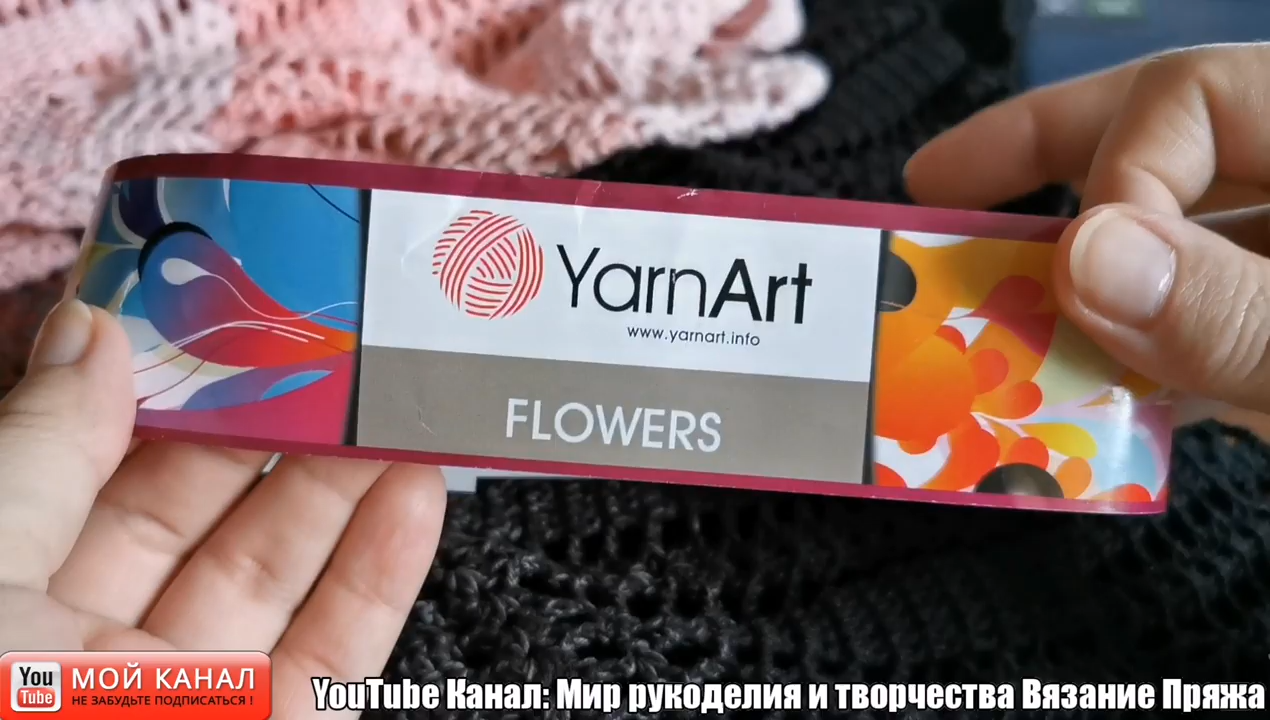 YarnArt
www.yarnart.info
FLOWERS
You
Tube
МОЙ КАНАЛ
НЕ ЗАБУДЬТЕ ПОДПИСАТЬСЯ !
YouTube Канал: Мир рукоделия и творчества Вязание Пряжа